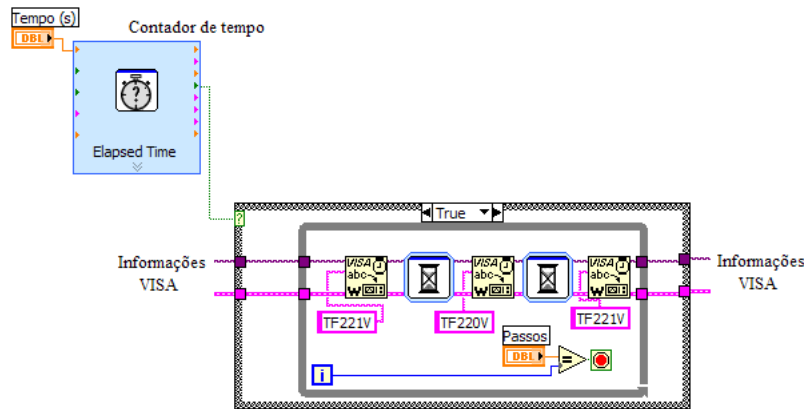 Tempo (s)
DBL
Contador de tempo
?
Elapsed Time
True
?
Informações
VISA
VISA
abc
W
VISA
abc
W
VISA
abc
W
Informações
VISA
TF221V
TF220V
TF221V
Passos
DBL
=
i